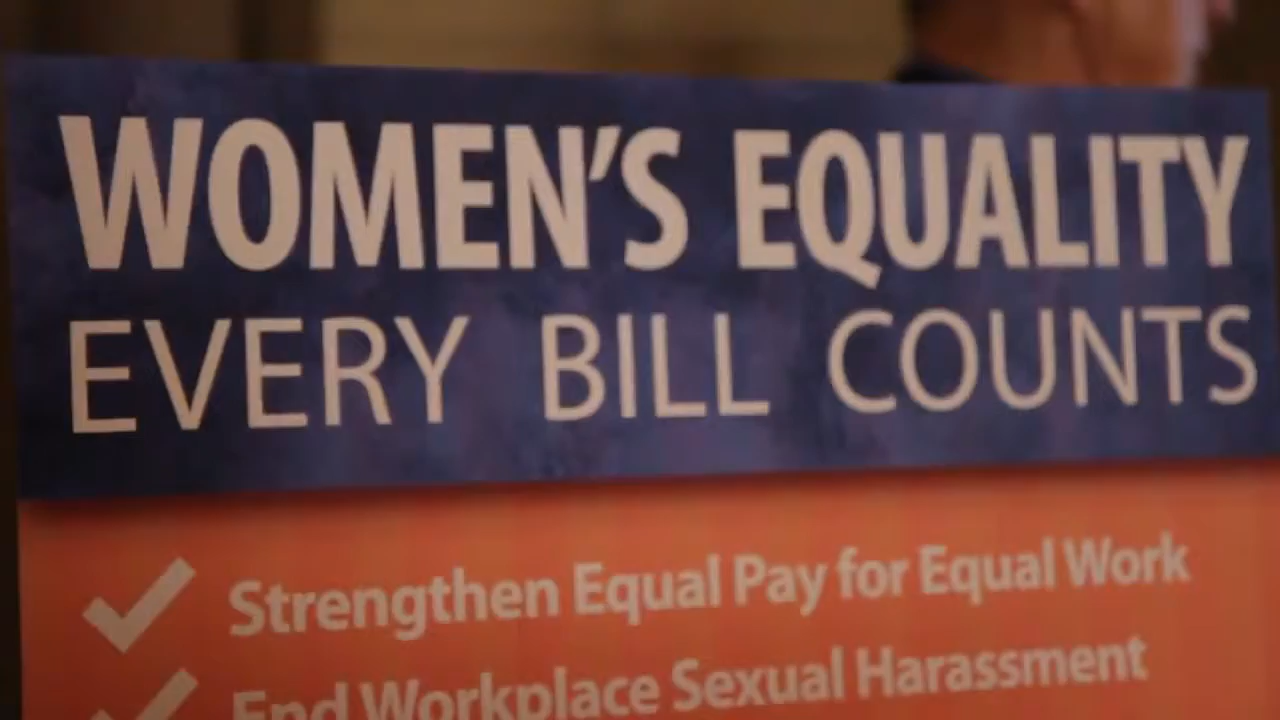 WOMEN'S EQUALITY
EVERY BILL COUNTS
Strengthen Equal Pay for Equal Work
End Workplace Sexual Harassment